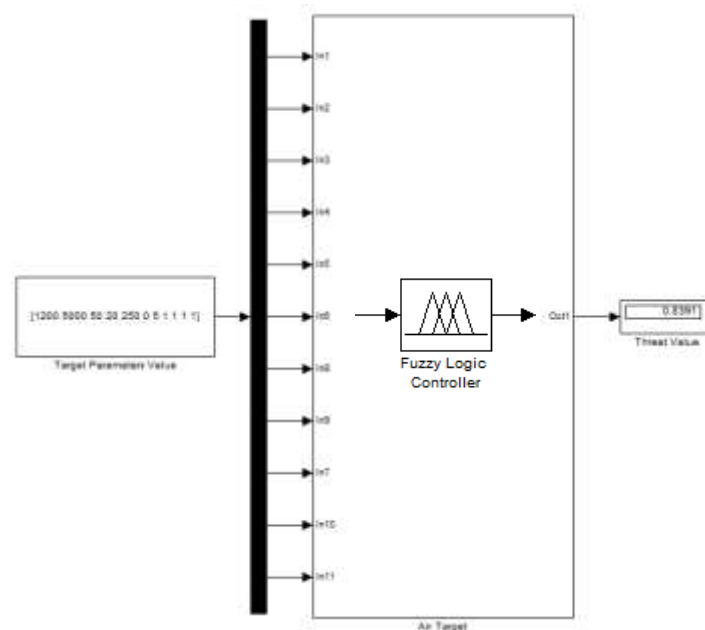 In1
In2
In3
In4
In5
[1200 5000 50 20 250 0 5 1 1 1 1]
In6
Out1
0.8391
Target Parameters Value
Threat Value
Fuzzy Logic
Controller
In8
In9
In7
In10
In11
Air Target